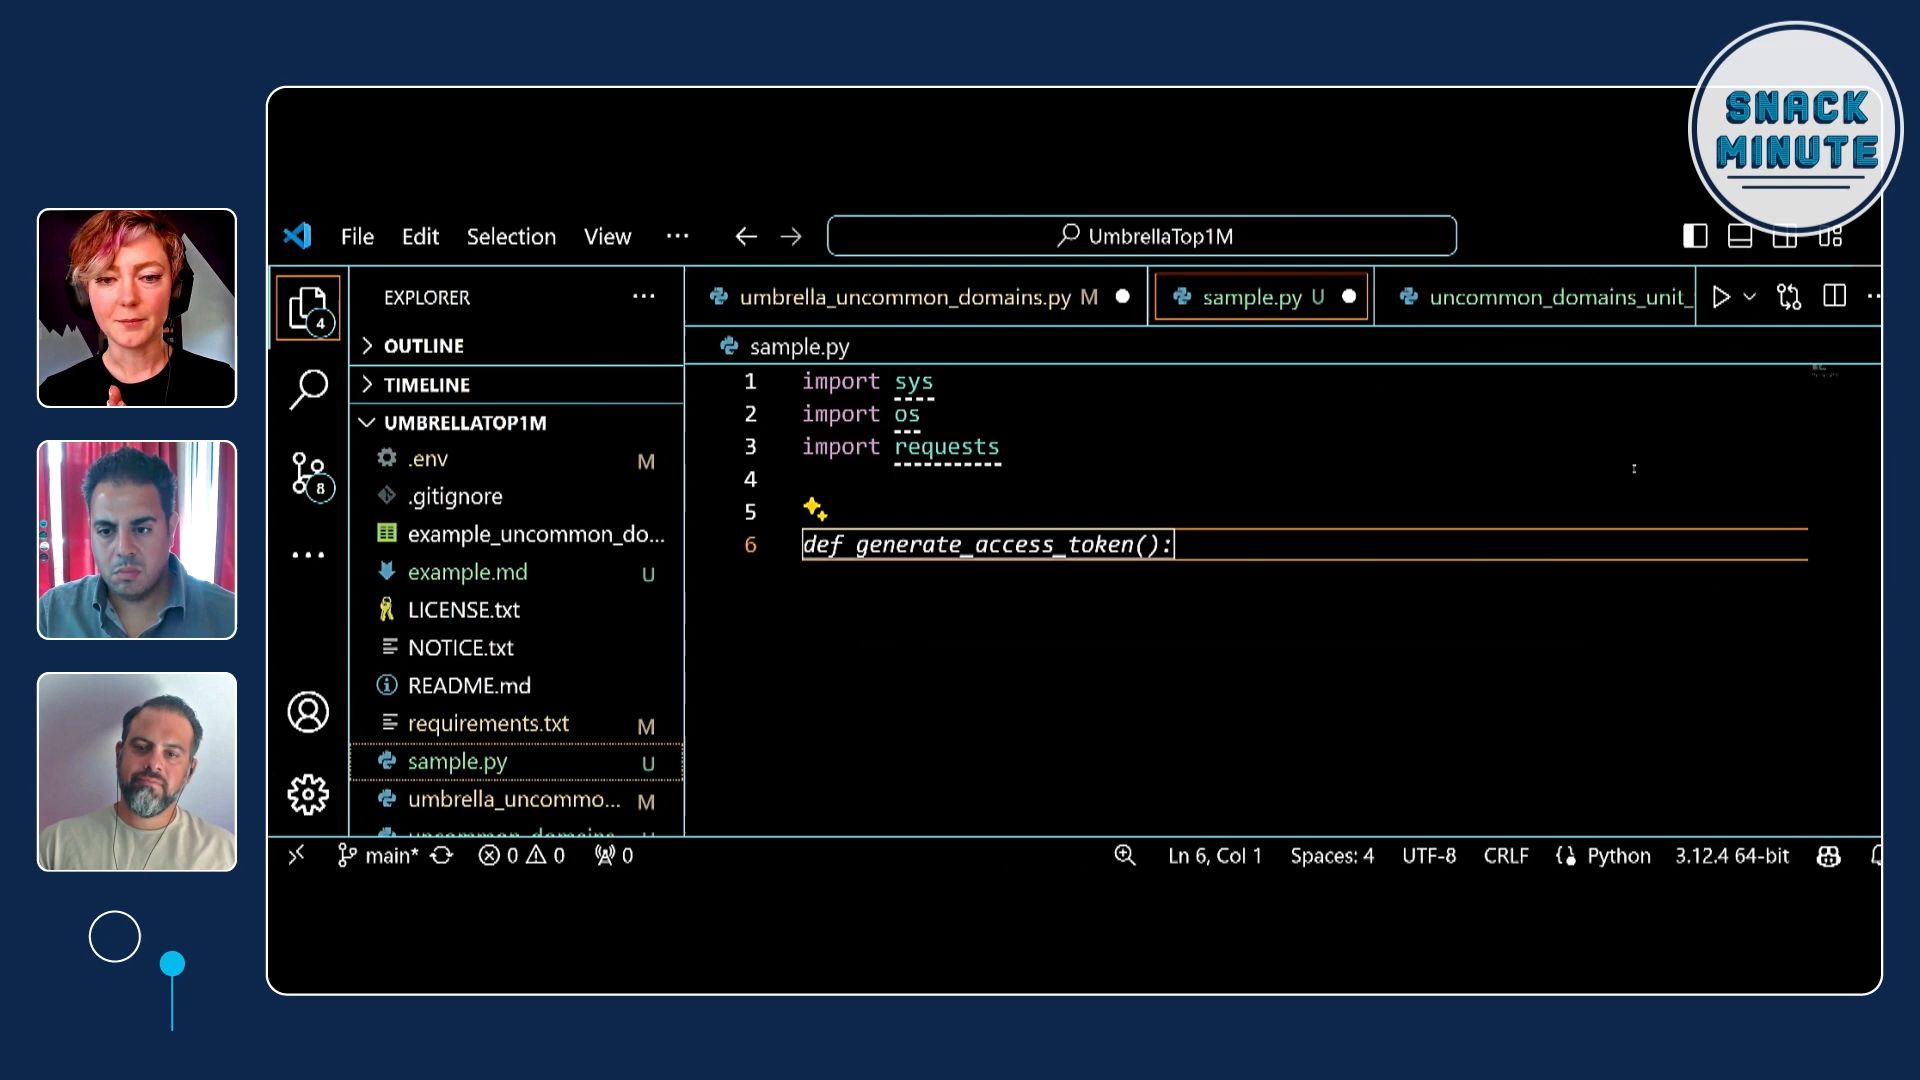 SNACK
MINUTE
File Edit Selection View ··· UmbrellaTop1M
4
EXPLORER ···
umbrella_uncommon_domains.py M
sample.py U
uncommon_domains_unit_
OUTLINE
sample.py
TIMELINE
UMBRELLATOP1M
.env M
.gitignore
example_uncommon_do...
example.md U
LICENSE.txt
NOTICE.txt
README.md
requirements.txt M
sample.py U
umbrella_uncommo... M
8
1 import sys
2 import os
3 import requests
4
5
6 def generate_access_token():
main* 0 0 0 Ln 6, Col 1 Spaces: 4 UTF-8 CRLF Python 3.12.4 64-bit